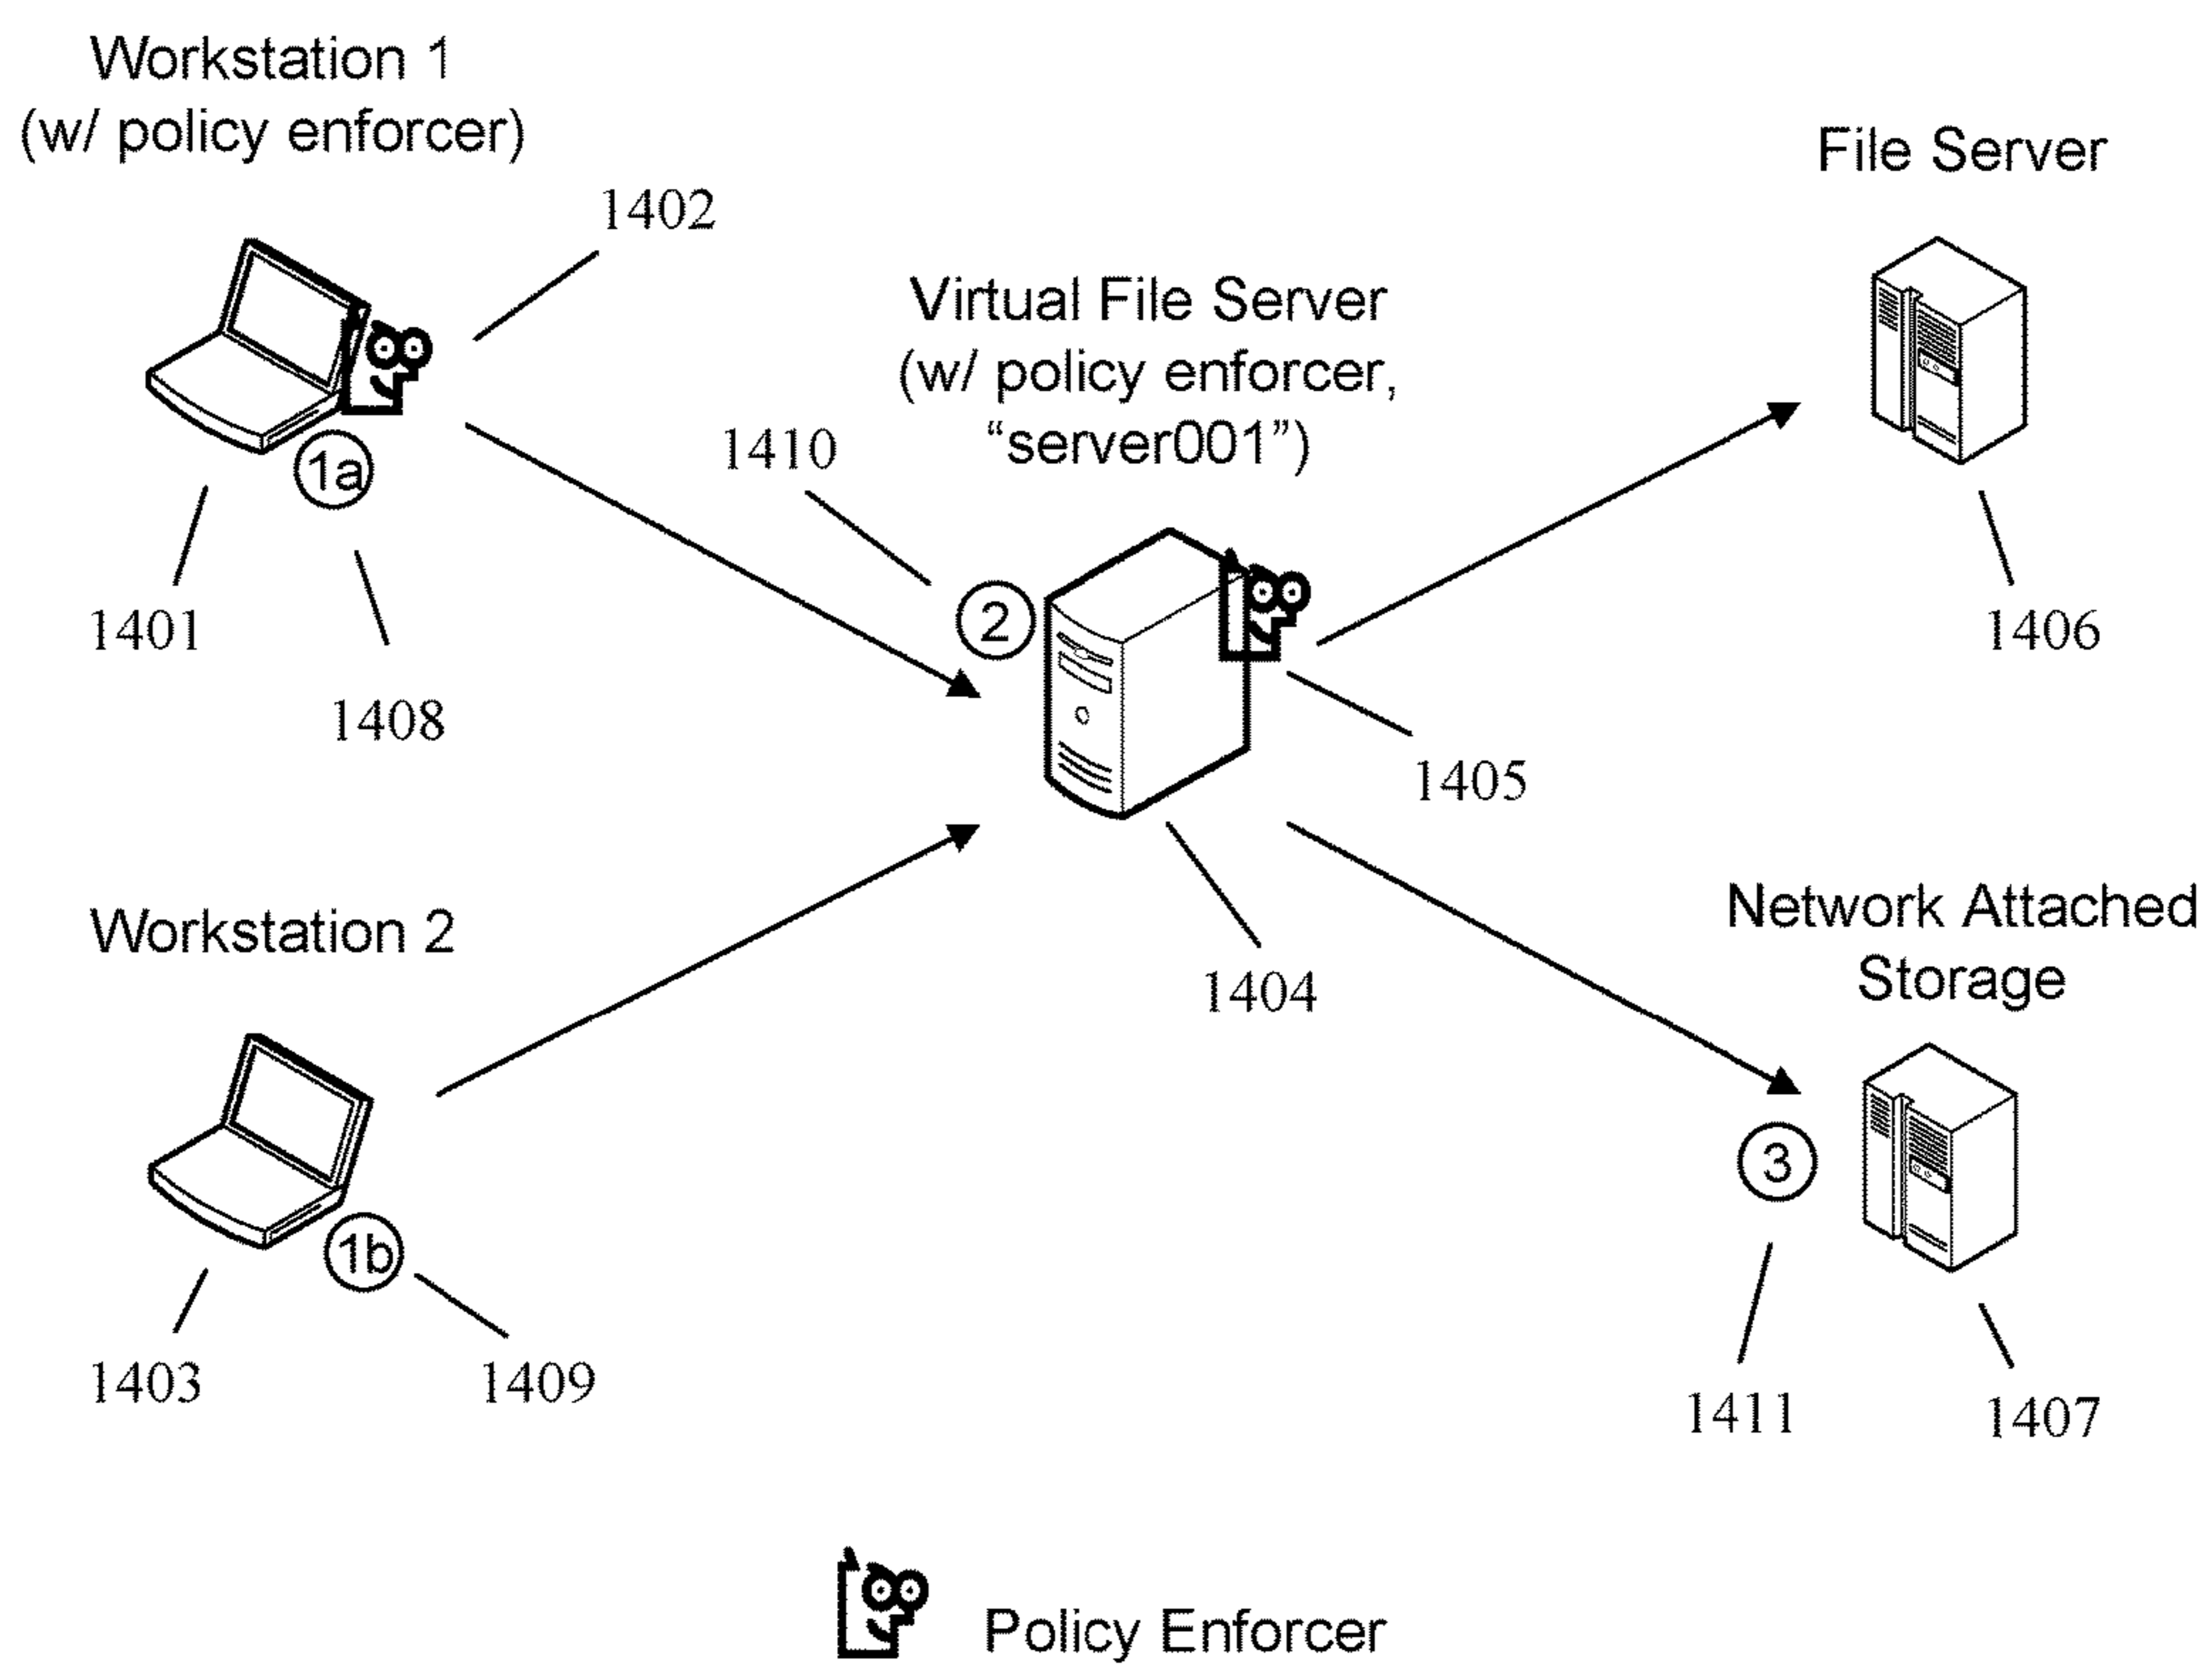 Workstation 1
(w/ policy enforcer)
1402
File Server
Virtual File Server
(w/ policy enforcer,
“server001”)
1410
1a
1401
1408
2
1406
1405
1404
Workstation 2
Network Attached
Storage
1b
3
1403
1409
1411
1407
Policy Enforcer